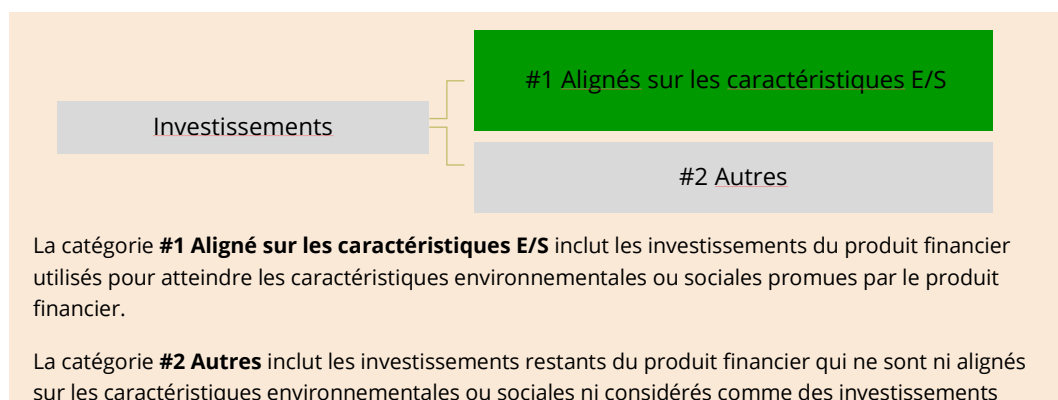 #1 Alignés sur les caractéristiques E/S
Investissements
#2 Autres
La catégorie #1 Aligné sur les caractéristiques E/S inclut les investissements du produit financier
utilisés pour atteindre les caractéristiques environnementales ou sociales promues par le produit
financier.
La catégorie #2 Autres inclut les investissements restants du produit financier qui ne sont ni alignés
sur les caractéristiques environnementales ou sociales ni considérés comme des investissements